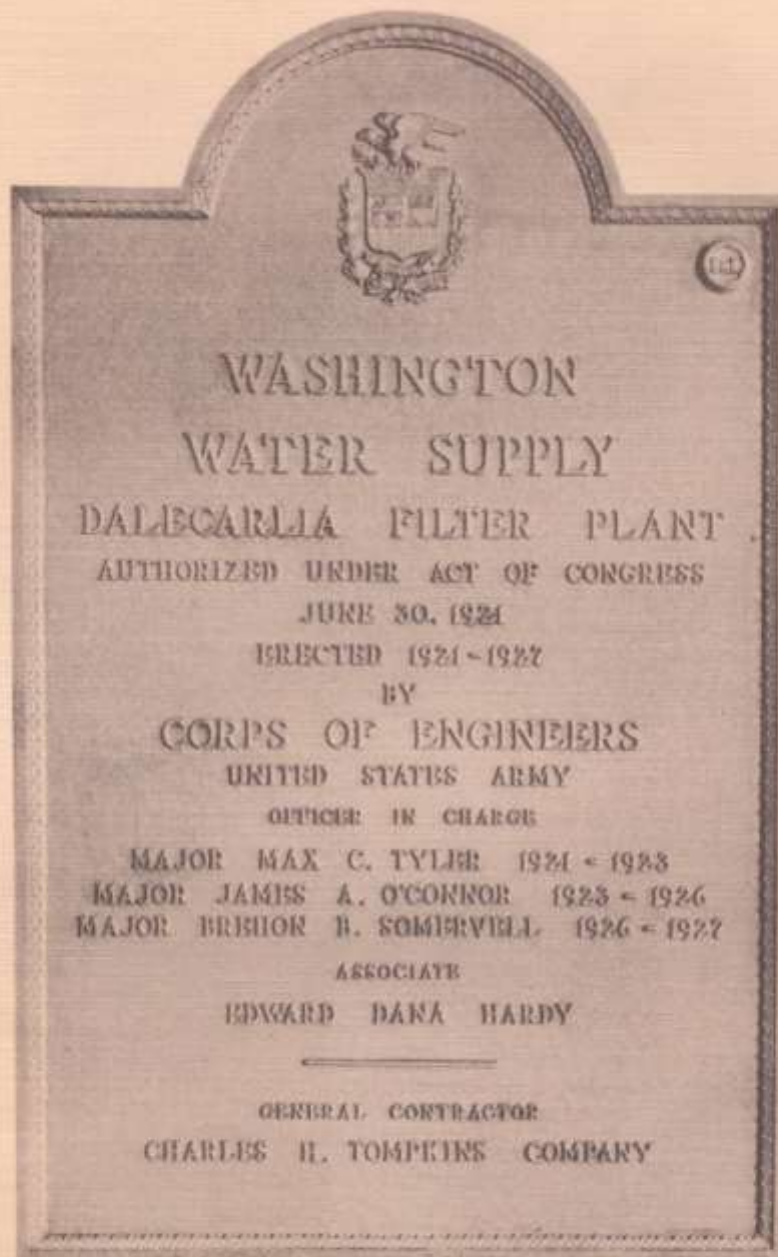 WASHINGTON
WATER SUPPLY
DALECARLIA FILTER PLANT
AUTHORIZED UNDER ACT OF CONGRESS
JUNE 30, 1921
ERECTED 1921-1927
BY
CORPS OF ENGINEERS
UNITED STATES ARMY
OFFICER IN CHARGE
MAJOR MAX C. TYLER 1921-1923
MAJOR JAMES A. O'CONNOR 1923-1926
MAJOR BREHON B. SOMERVELL 1926-1927
ASSOCIATE
EDWARD DANA HARDY
GENERAL CONTRACTOR
CHARLES H. TOMPKINS COMPANY